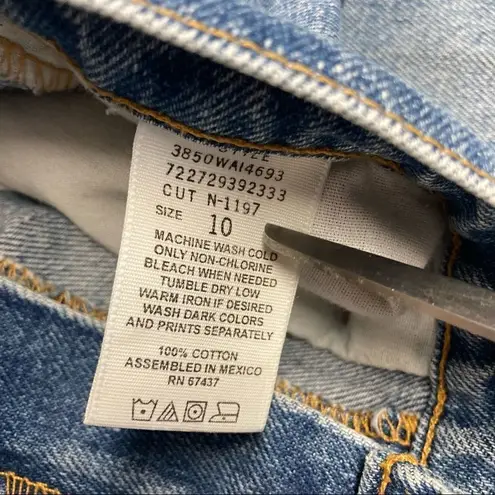 STYLE
3850WAI4693
722729392333
CUT N-1197
SIZE 10
MACHINE WASH COLD
ONLY NON-CHLORINE
BLEACH WHEN NEEDED
TUMBLE DRY LOW
WARM IRON IF DESIRED
WASH DARK COLORS
AND PRINTS SEPARATELY
100% COTTON
ASSEMBLED IN MEXICO
RN 67437